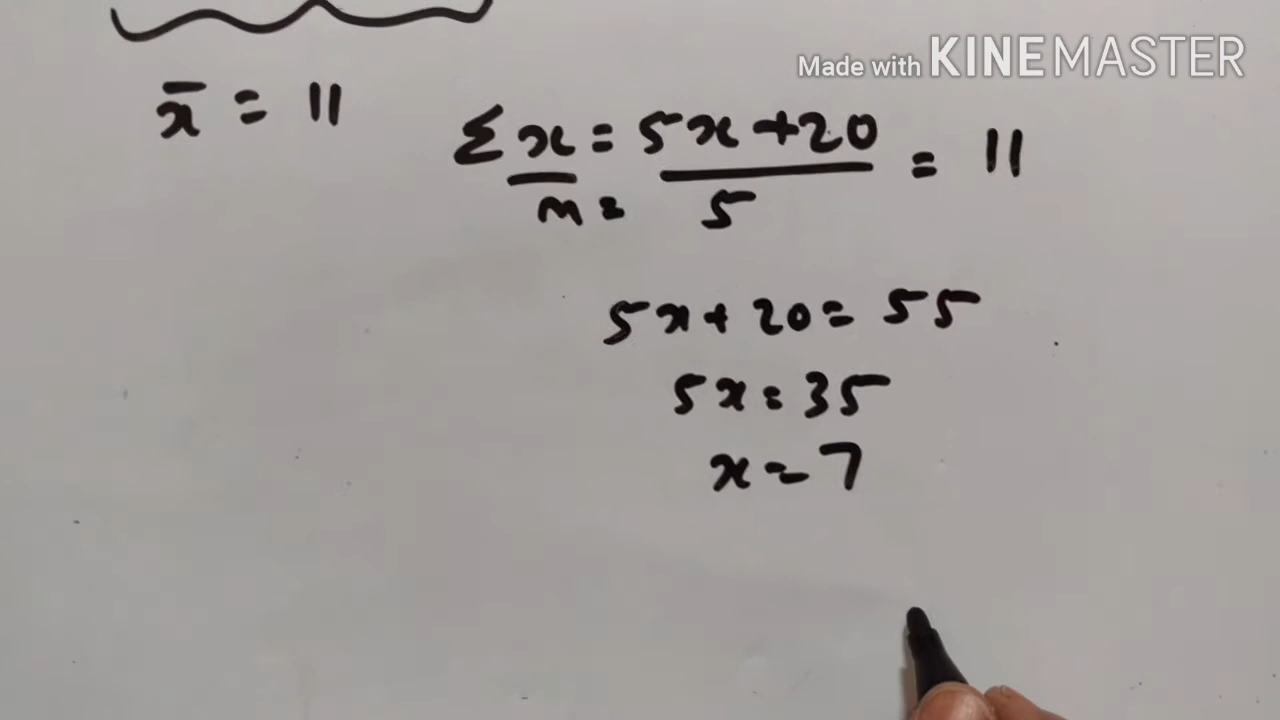 Made with KINEMASTER
x̄ = 11
Σx = 5x+20 = 11
n = 5
5x+20=55
5x=35
x=7